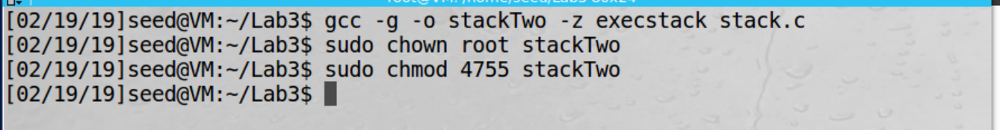 [02/19/19]seed@VM:~/Lab3$ gcc -g -o stackTwo -z execstack stack.c
[02/19/19]seed@VM:~/Lab3$ sudo chown root stackTwo
[02/19/19]seed@VM:~/Lab3$ sudo chmod 4755 stackTwo
[02/19/19]seed@VM:~/Lab3$